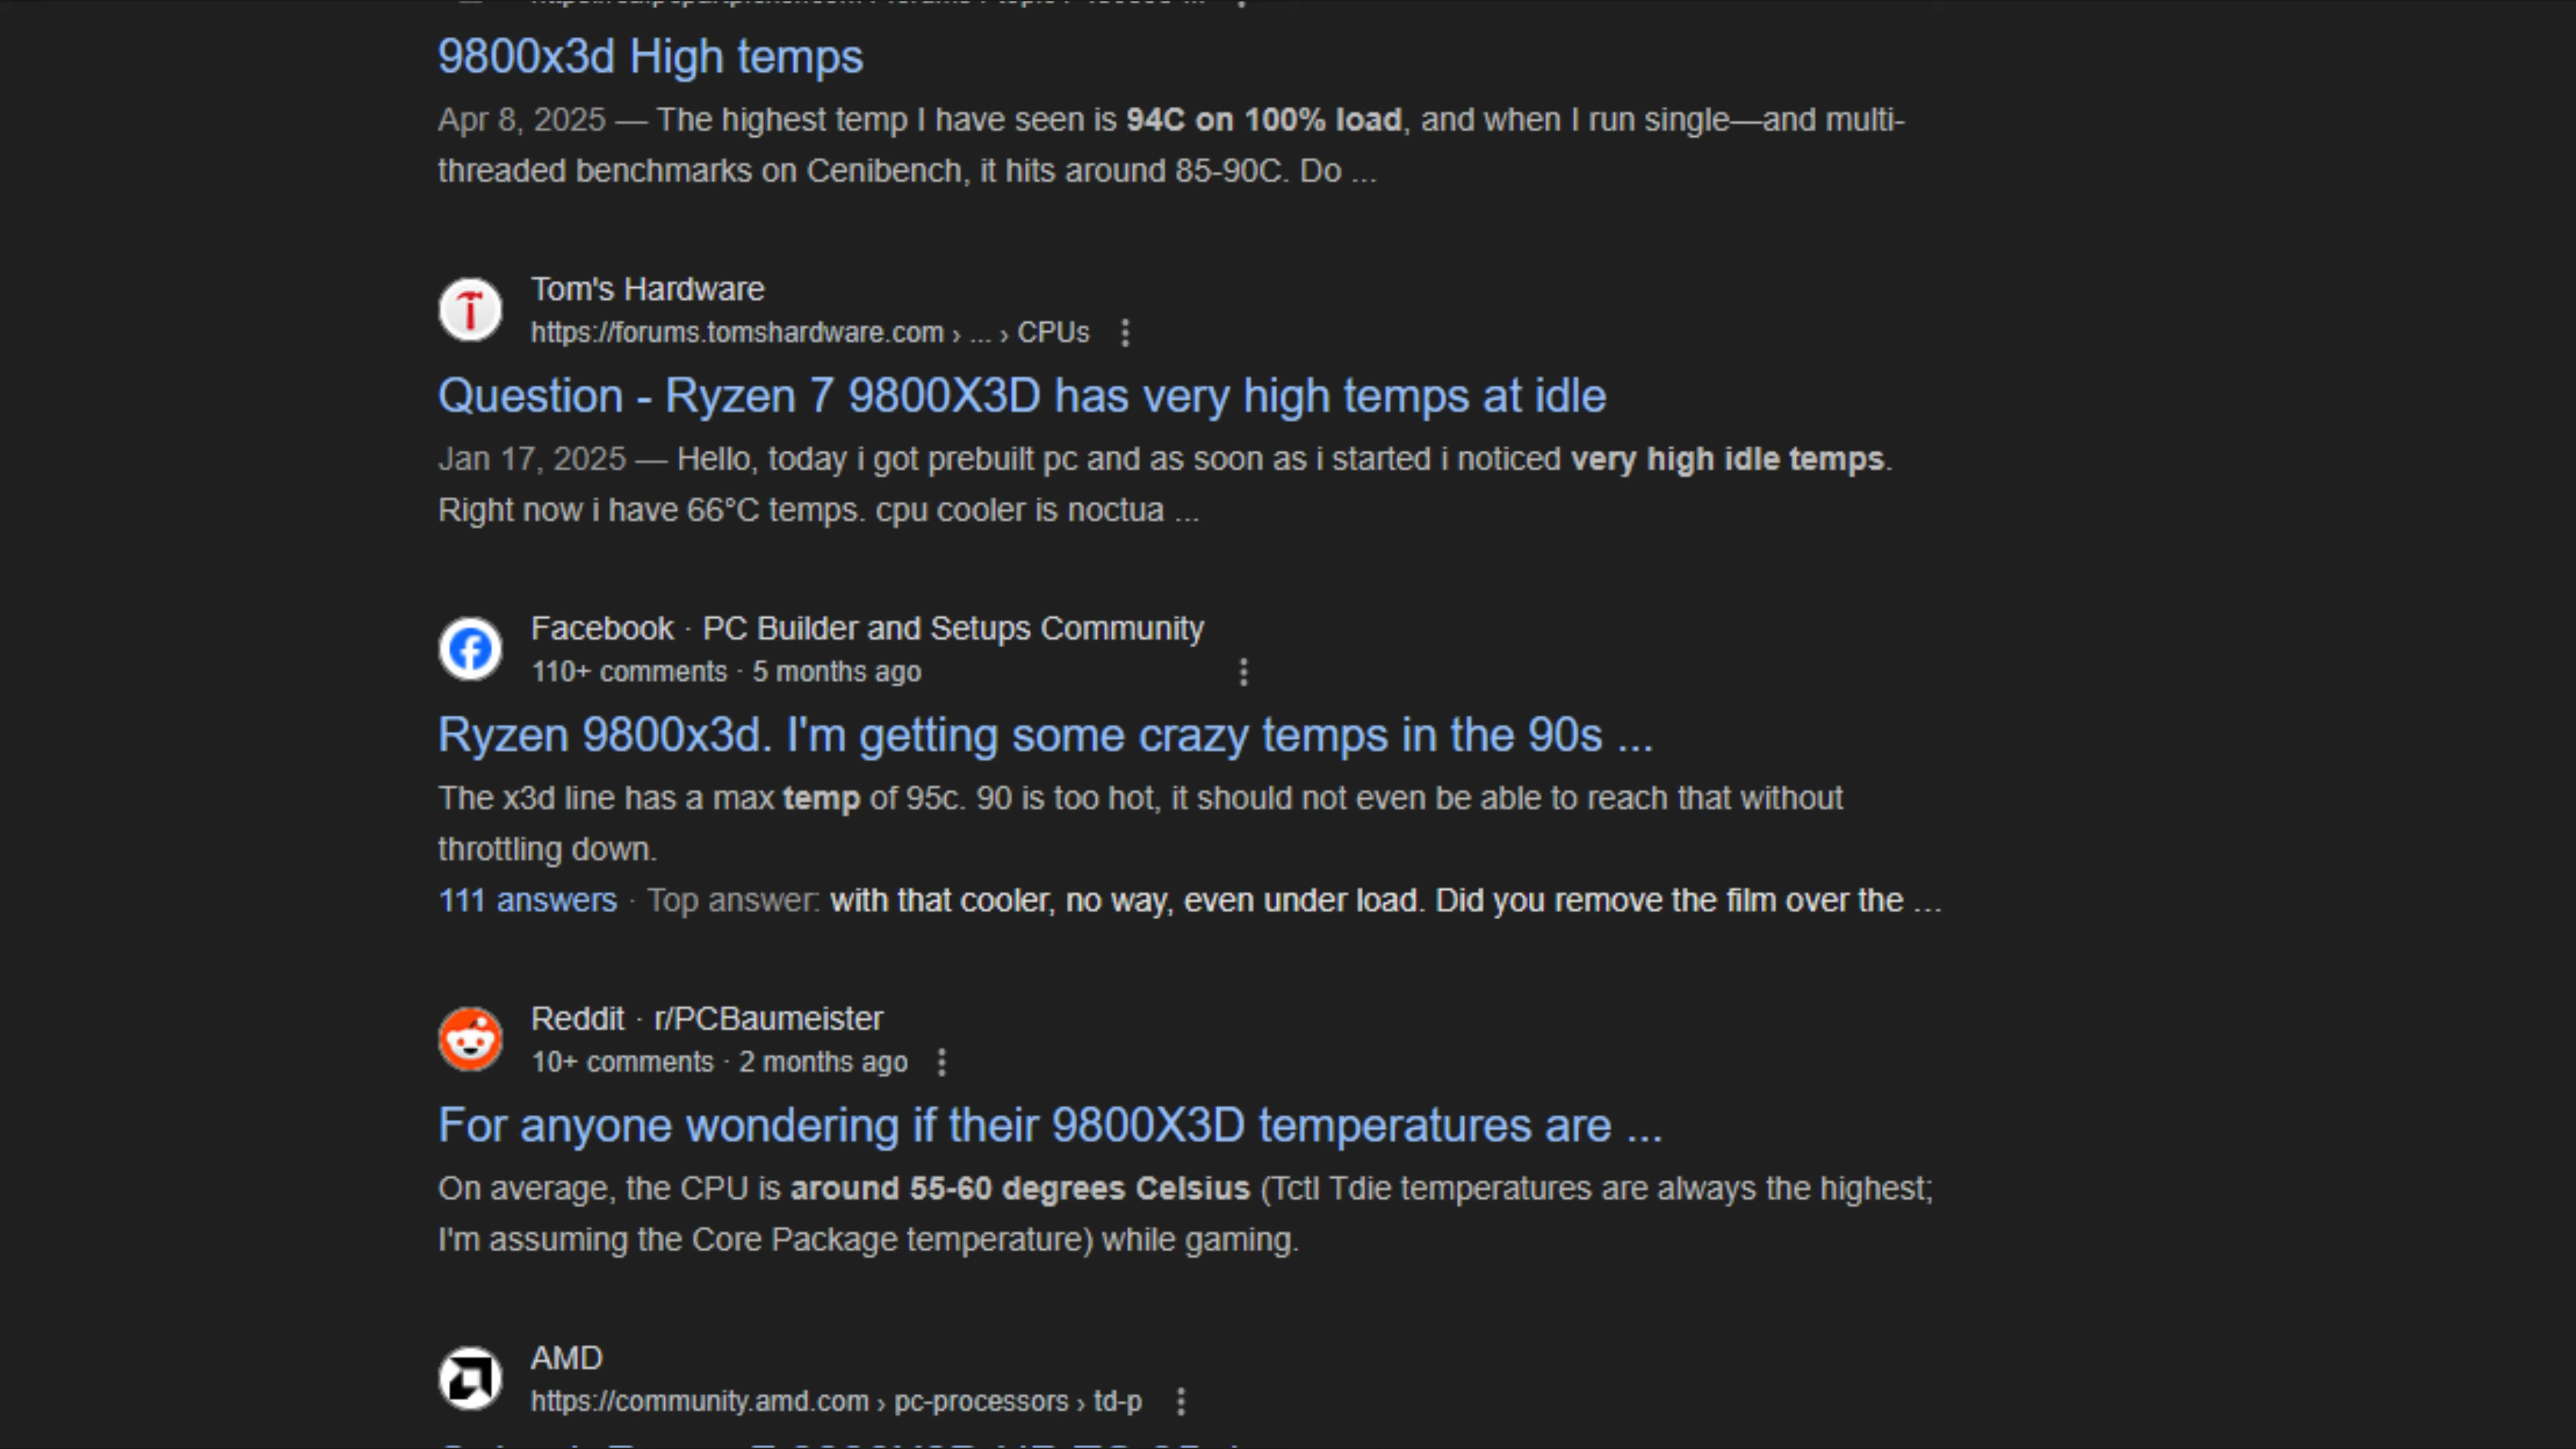 9800x3d High temps
Apr 8, 2025 — The highest temp I have seen is 94C on 100% load, and when I run single—and multi-
threaded benchmarks on Cenibench, it hits around 85-90C. Do ...
Tom's Hardware
https://forums.tomshardware.com › ... › CPUs
Question - Ryzen 7 9800X3D has very high temps at idle
Jan 17, 2025 — Hello, today i got prebuilt pc and as soon as i started i noticed very high idle temps.
Right now i have 66°C temps. cpu cooler is noctua ...
Facebook · PC Builder and Setups Community
110+ comments · 5 months ago
Ryzen 9800x3d. I'm getting some crazy temps in the 90s ...
The x3d line has a max temp of 95c. 90 is too hot, it should not even be able to reach that without
throttling down.
111 answers · Top answer: with that cooler, no way, even under load. Did you remove the film over the ...
Reddit · r/PCBaumeister
10+ comments · 2 months ago
For anyone wondering if their 9800X3D temperatures are ...
On average, the CPU is around 55-60 degrees Celsius (Tctl Tdie temperatures are always the highest;
I'm assuming the Core Package temperature) while gaming.
AMD
https://community.amd.com › pc-processors › td-p